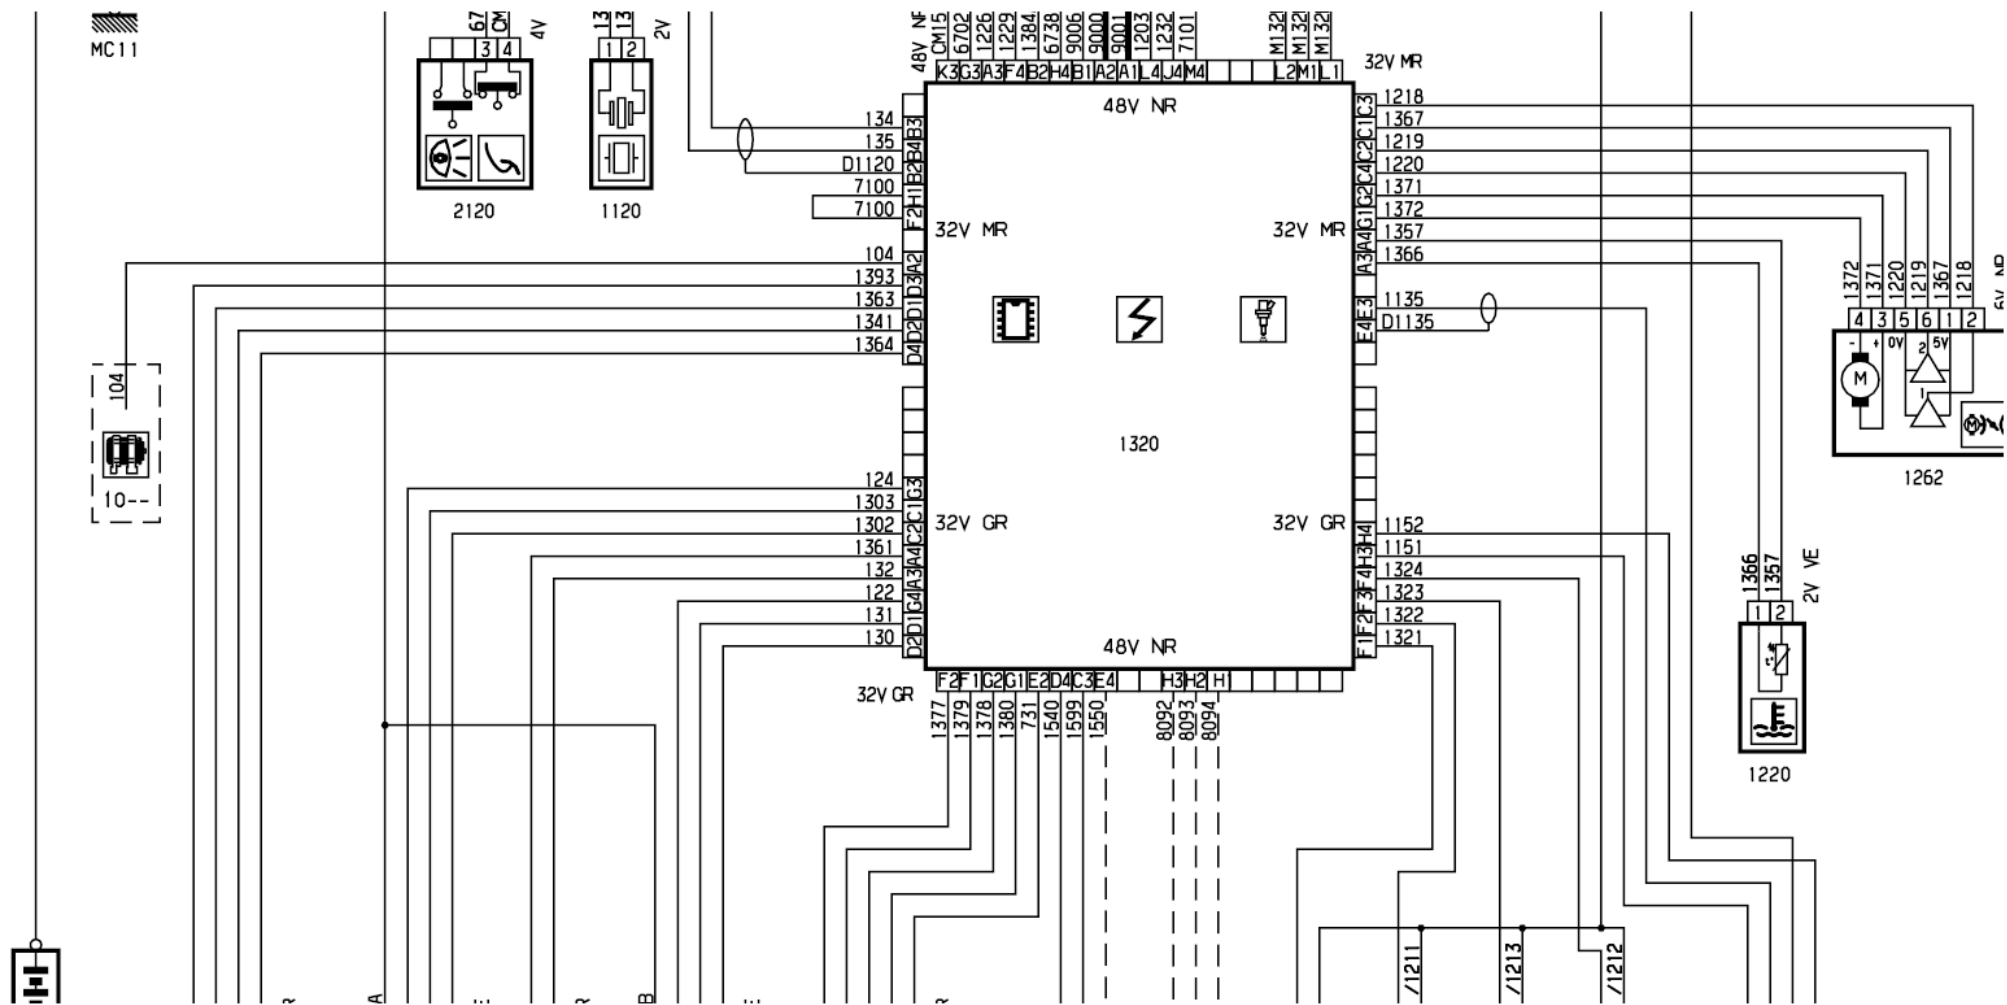 MC11
67
CM
4V
3 4
2120
13 13
2V
1 2
1120
48V NR
CM15 6702 1226 1229 1384 6738 9006 9000 9001 1203 1232 7101 M132 M132 M132
K3 G3 A3 F4 B2 H4 B1 A2 A1 L4 J4 M4 L2 M1 L1
32V MR
48V NR
134 B3
135 B4
D1120 B2
7100 H1
7100 F2
104 A2
1393 D3
1363 D1
1341 D2
1364 D4
32V MR
32V MR
C3 1218
C1 1367
C2 1219
C4 1220
G2 1371
G1 1372
A4 1357
A3 1366
E3 1135
E4 D1135
1372 1371 1220 1219 1367 1218
6V NR
4 3 5 6 1 2
- + 0V 2 5V
M
1
M
1262
104
10--
1320
124 G3
1303 C1
1302 C2
1361 A4
132 A3
122 G4
131 D1
130 D2
32V GR
32V GR
H4 1152
H3 1151
F4 1324
F3 1323
F2 1322
F1 1321
48V NR
32V GR
F2 F1 G2 G1 E2 D4 C3 E4 H3 H2 H1
1377 1379 1378 1380 731 1540 1599 1550 8092 8093 8094
1366 1357
2V VE
1 2
1220
/1211 /1213 /1212
A
B